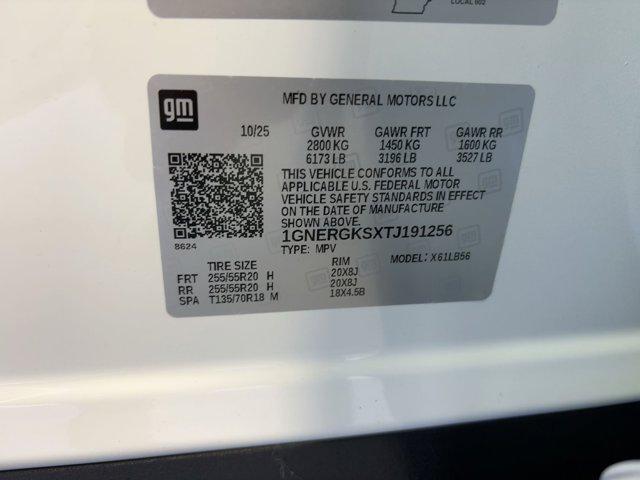 LOCAL 602
gm
MFD BY GENERAL MOTORS LLC
10/25 GVWR GAWR FRT GAWR RR
2800 KG 1450 KG 1600 KG
6173 LB 3196 LB 3527 LB
THIS VEHICLE CONFORMS TO ALL
APPLICABLE U.S. FEDERAL MOTOR
VEHICLE SAFETY STANDARDS IN EFFECT
ON THE DATE OF MANUFACTURE
SHOWN ABOVE.
8624
1GNERGKSXTJ191256
TYPE: MPV MODEL: X61LB56
TIRE SIZE RIM
FRT 255/55R20 H 20X8J
RR 255/55R20 H 20X8J
SPA T135/70R18 M 18X4.5B